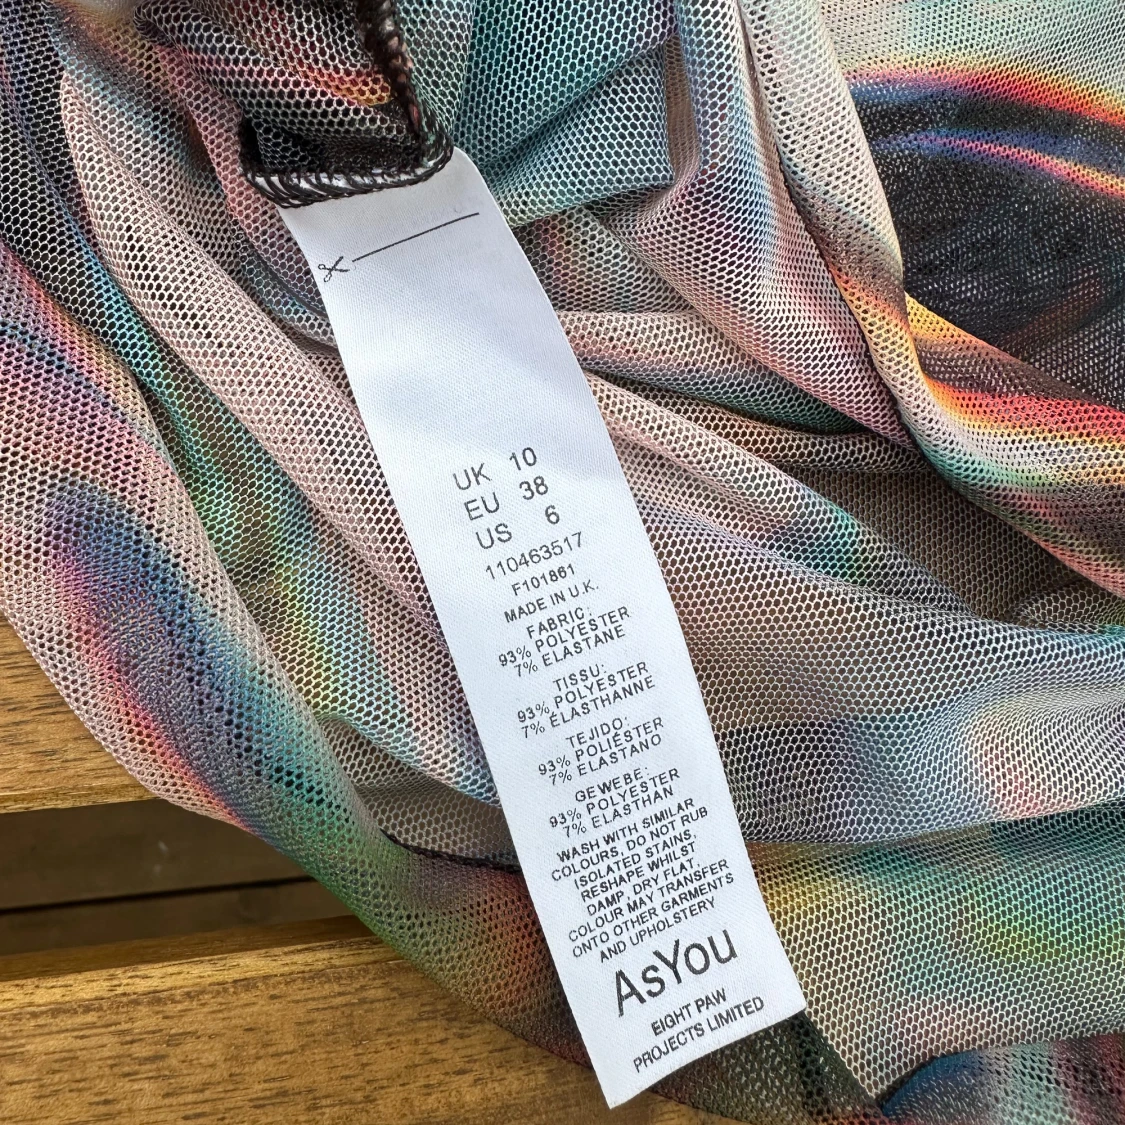 UK 10
EU 38
US 6
110463517
F101861
MADE IN U.K.
FABRIC:
93% POLYESTER
7% ELASTANE
TISSU:
93% POLYESTER
7% ÉLASTHANNE
TEJIDO:
93% POLIÉSTER
7% ELASTANO
GEWEBE:
93% POLYESTER
7% ELASTHAN
WASH WITH SIMILAR
COLOURS, DO NOT RUB
ISOLATED STAINS,
RESHAPE WHILST
DAMP, DRY FLAT.
COLOUR MAY TRANSFER
ONTO OTHER GARMENTS
AND UPHOLSTERY
AsYou
EIGHT PAW
PROJECTS LIMITED